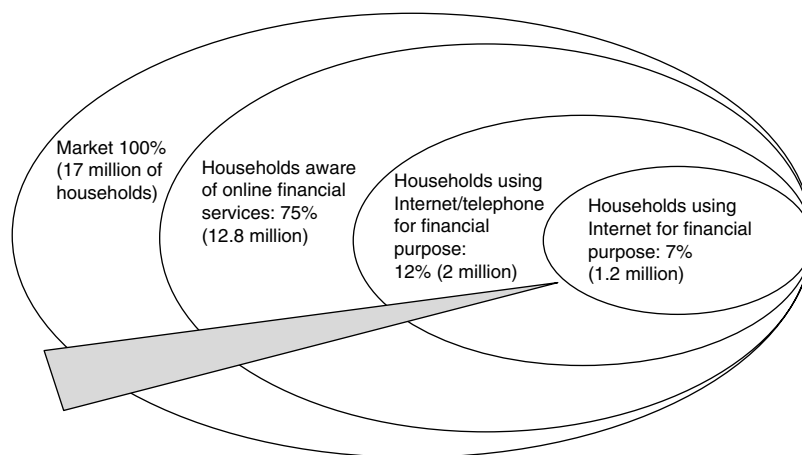 Market 100%
(17 million of
households)
Households aware
of online financial
services: 75%
(12.8 million)
Households using
Internet/telephone
for financial
purpose:
12% (2 million)
Households using
Internet for financial
purpose: 7%
(1.2 million)